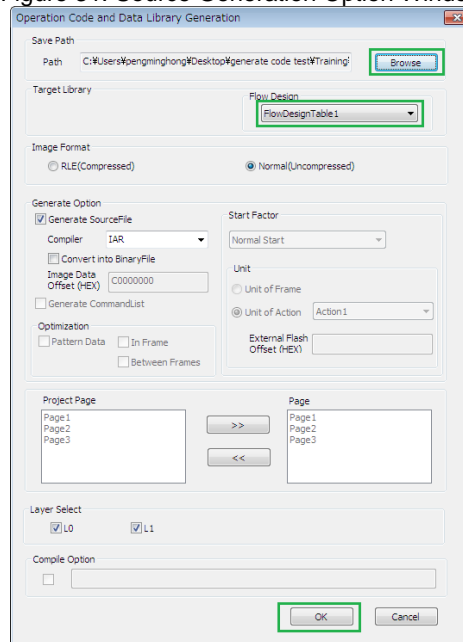 Operation Code and Data Library Generation
Save Path
Path C:¥Users¥pengminghong¥Desktop¥generate code test¥Training¥ Browse
Target Library
Flow Design
FlowDesignTable1
Image Format
RLE(Compressed) Normal(Uncompressed)
Generate Option
Generate SourceFile
Compiler IAR
Convert into BinaryFile
Image Data
Offset (HEX) C0000000
Generate CommandList
Optimization
Pattern Data In Frame
Between Frames
Start Factor
Normal Start
Unit
Unit of Frame
Unit of Action Action1
External Flash
Offset (HEX)
Project Page
Page1
Page2
Page3
>>
<<
Page
Page1
Page2
Page3
Layer Select
L0 L1
Compile Option
OK Cancel